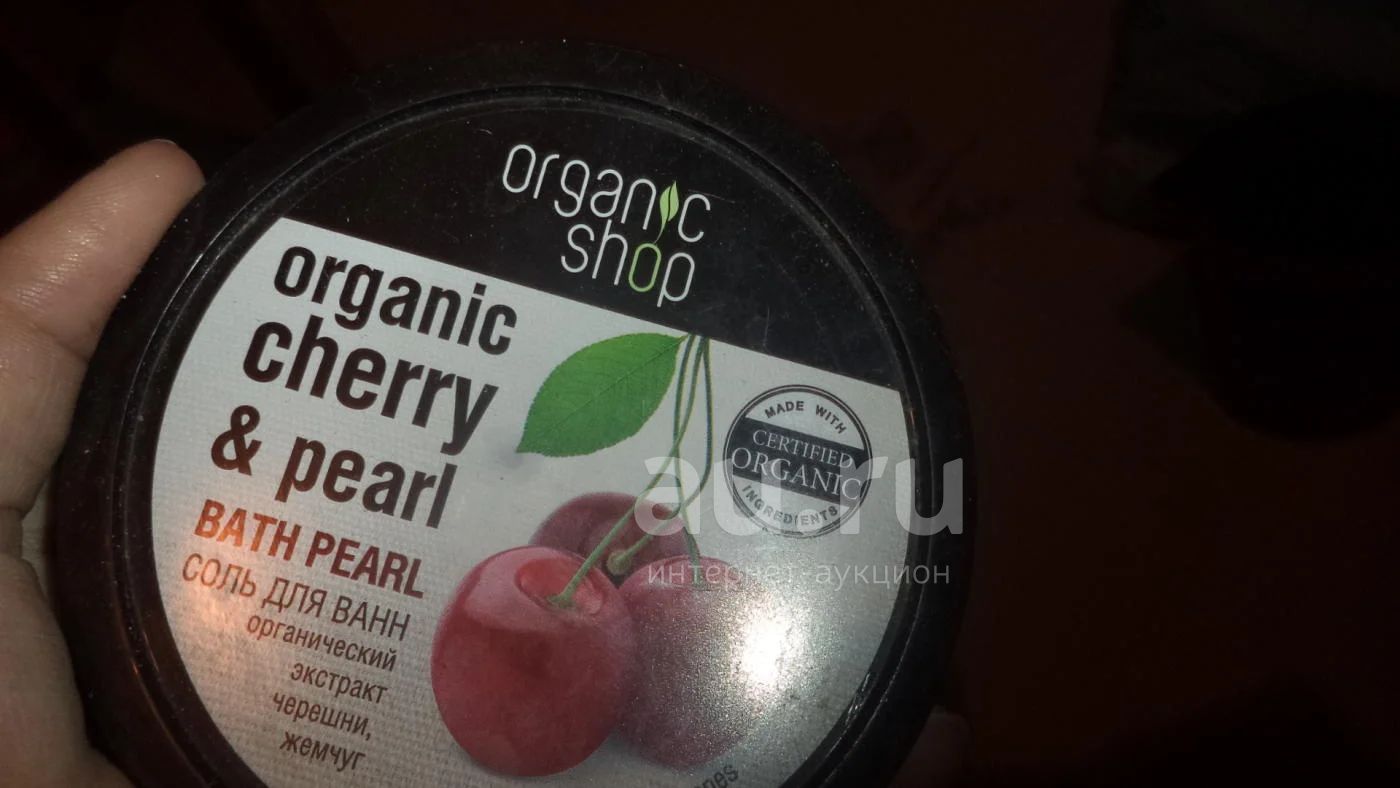 organic
shop
organic
cherry
& pearl
BATH PEARL
СОЛЬ ДЛЯ ВАНН
органический
экстракт
черешни,
жемчуг
MADE WITH
CERTIFIED
ORGANIC
INGREDIENTS
au.ru
интернет-аукцион